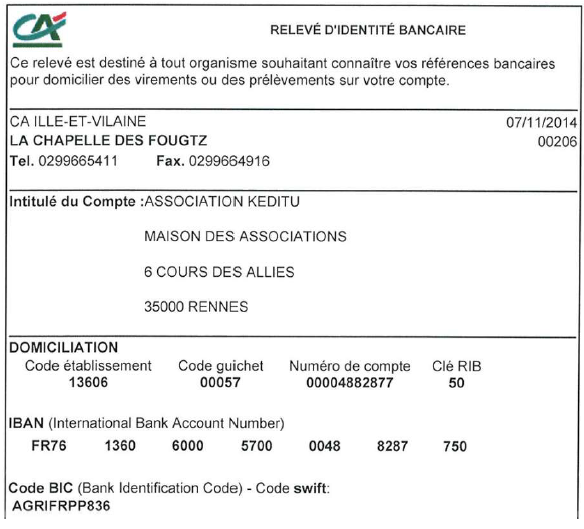 CA
RELEVÉ D'IDENTITÉ BANCAIRE
Ce relevé est destiné à tout organisme souhaitant connaître vos références bancaires
pour domicilier des virements ou des prélèvements sur votre compte.
CA ILLE-ET-VILAINE 07/11/2014
LA CHAPELLE DES FOUGTZ 00206
Tel. 0299665411 Fax. 0299664916
Intitulé du Compte :ASSOCIATION KEDITU
MAISON DES ASSOCIATIONS
6 COURS DES ALLIES
35000 RENNES
DOMICILIATION
Code établissement Code guichet Numéro de compte Clé RIB
13606 00057 00004882877 50
IBAN (International Bank Account Number)
FR76 1360 6000 5700 0048 8287 750
Code BIC (Bank Identification Code) - Code swift:
AGRIFRPP836